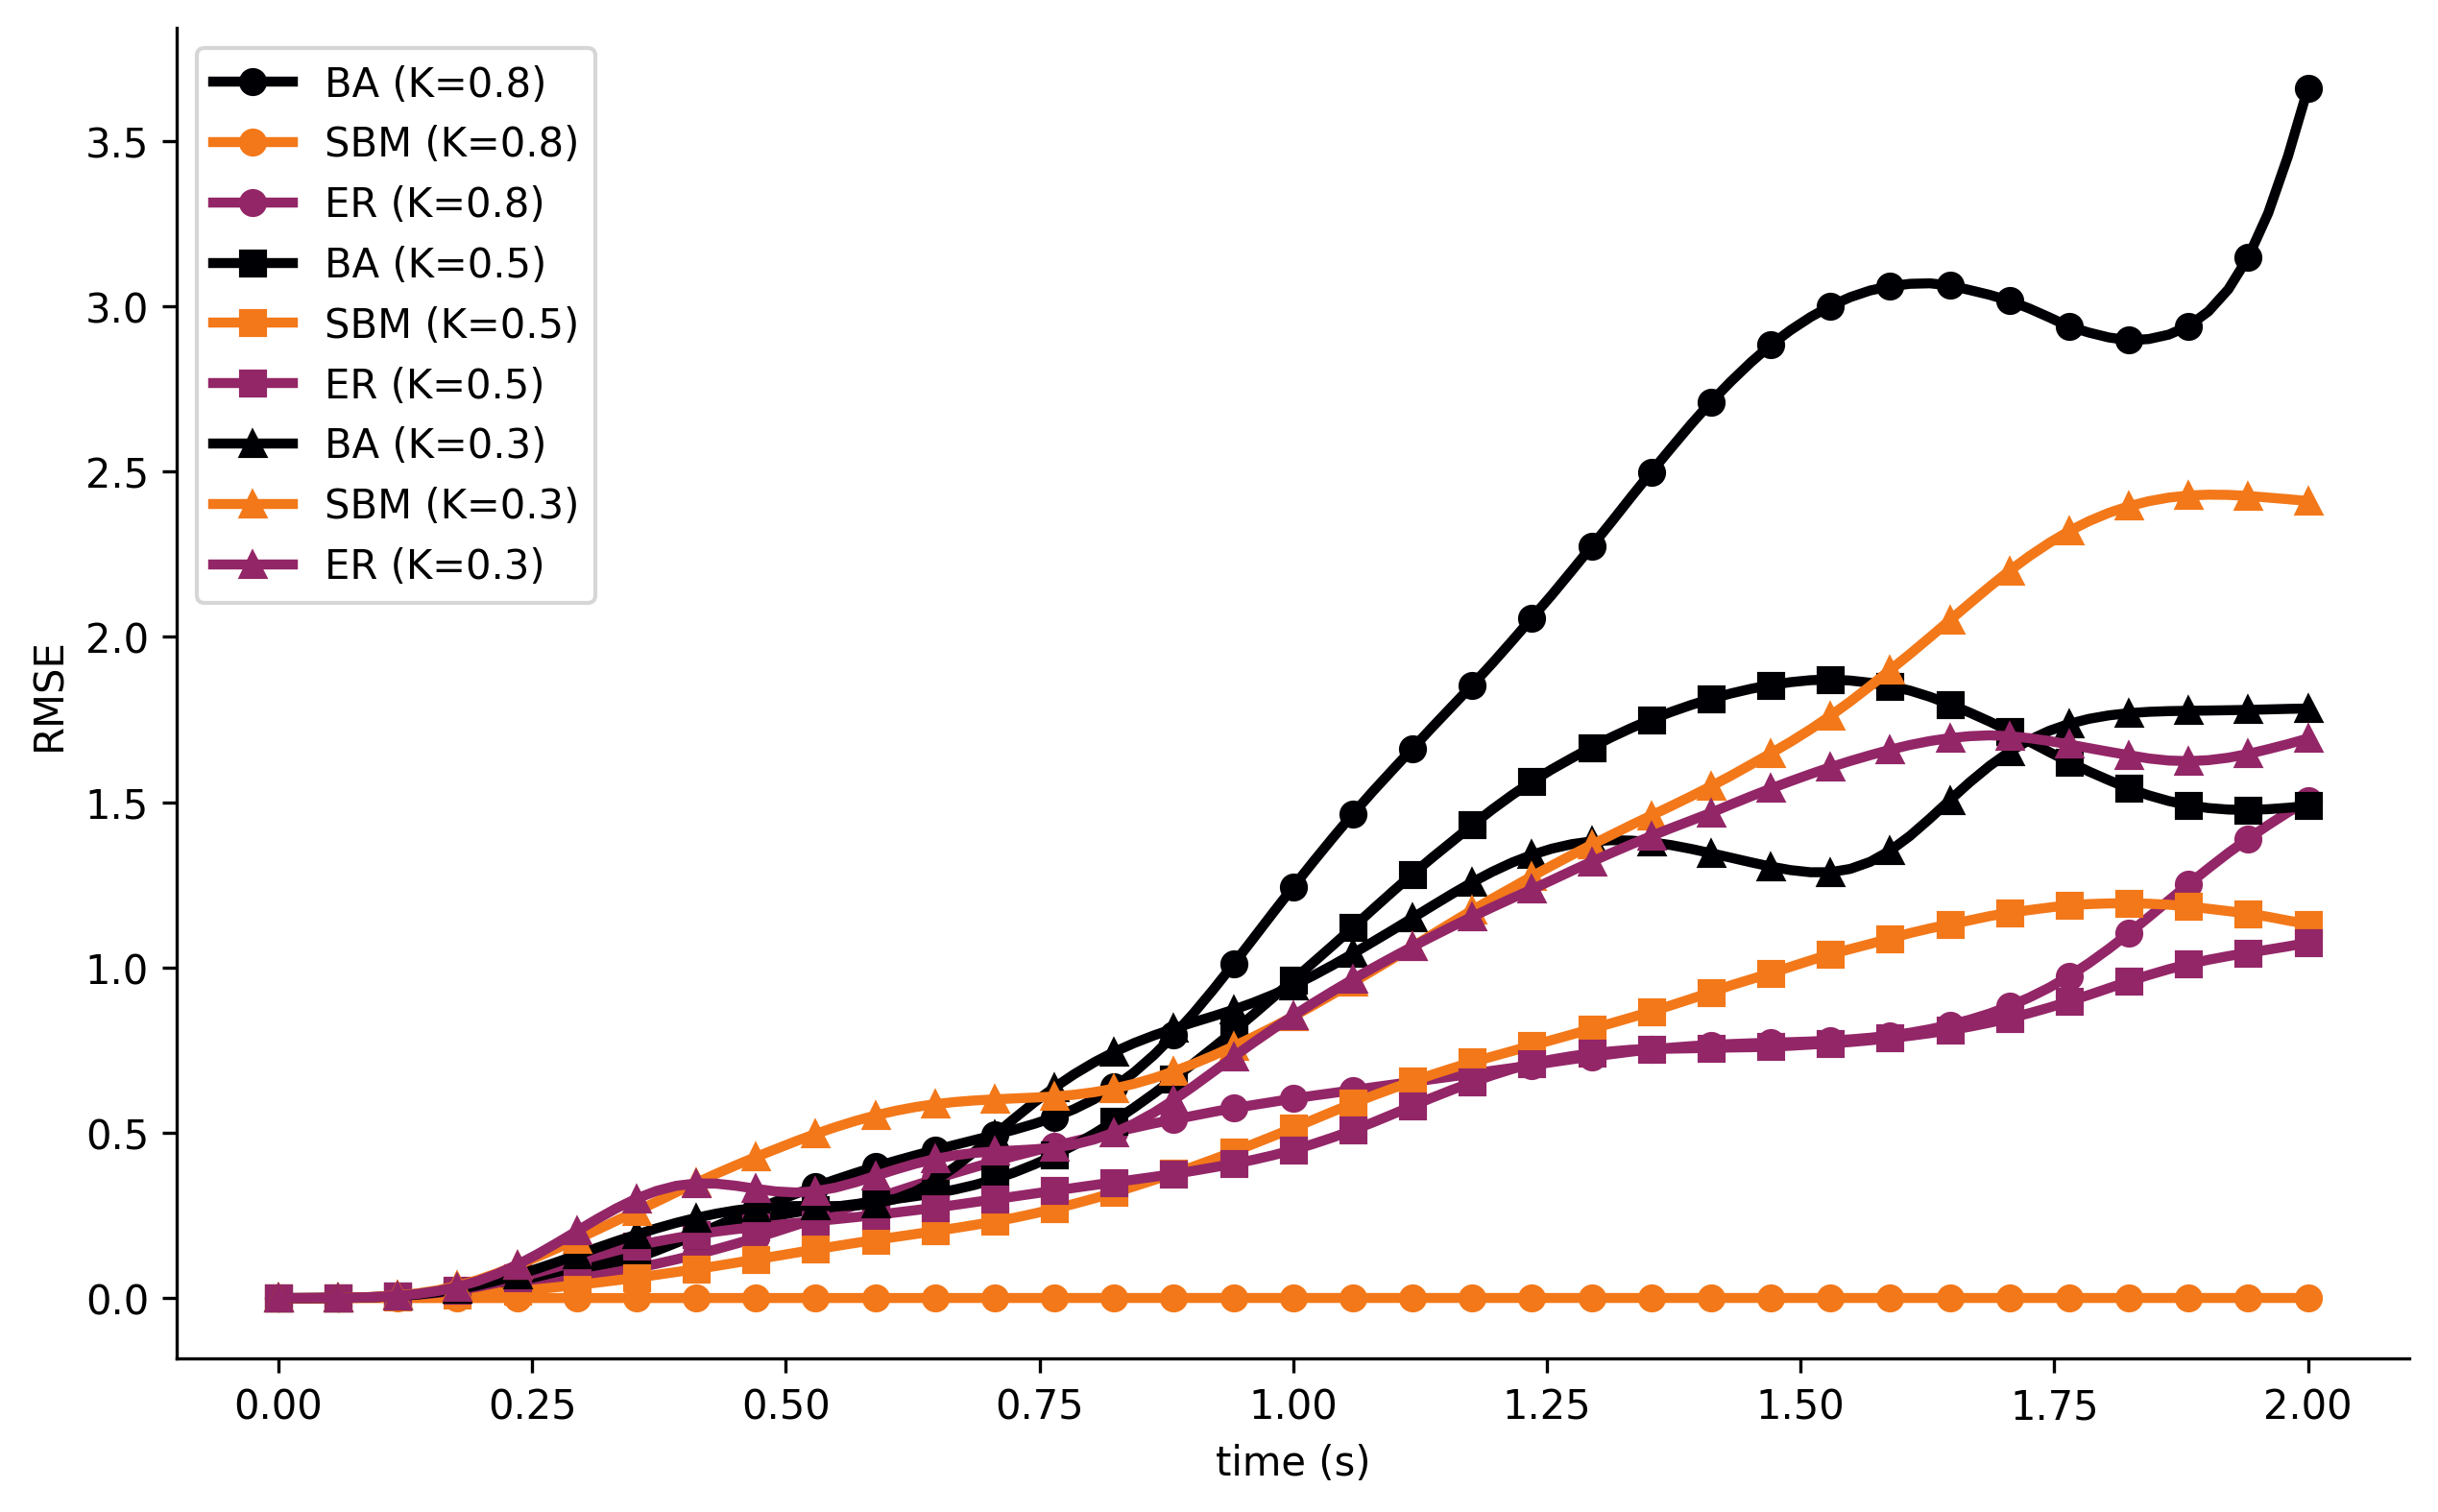 BA (K=0.8)
SBM (K=0.8)
ER (K=0.8)
BA (K=0.5)
SBM (K=0.5)
ER (K=0.5)
BA (K=0.3)
SBM (K=0.3)
ER (K=0.3)
3.5
3.0
2.5
2.0
1.5
1.0
0.5
0.0
RMSE
0.00 0.25 0.50 0.75 1.00 1.25 1.50 1.75 2.00
time (s)